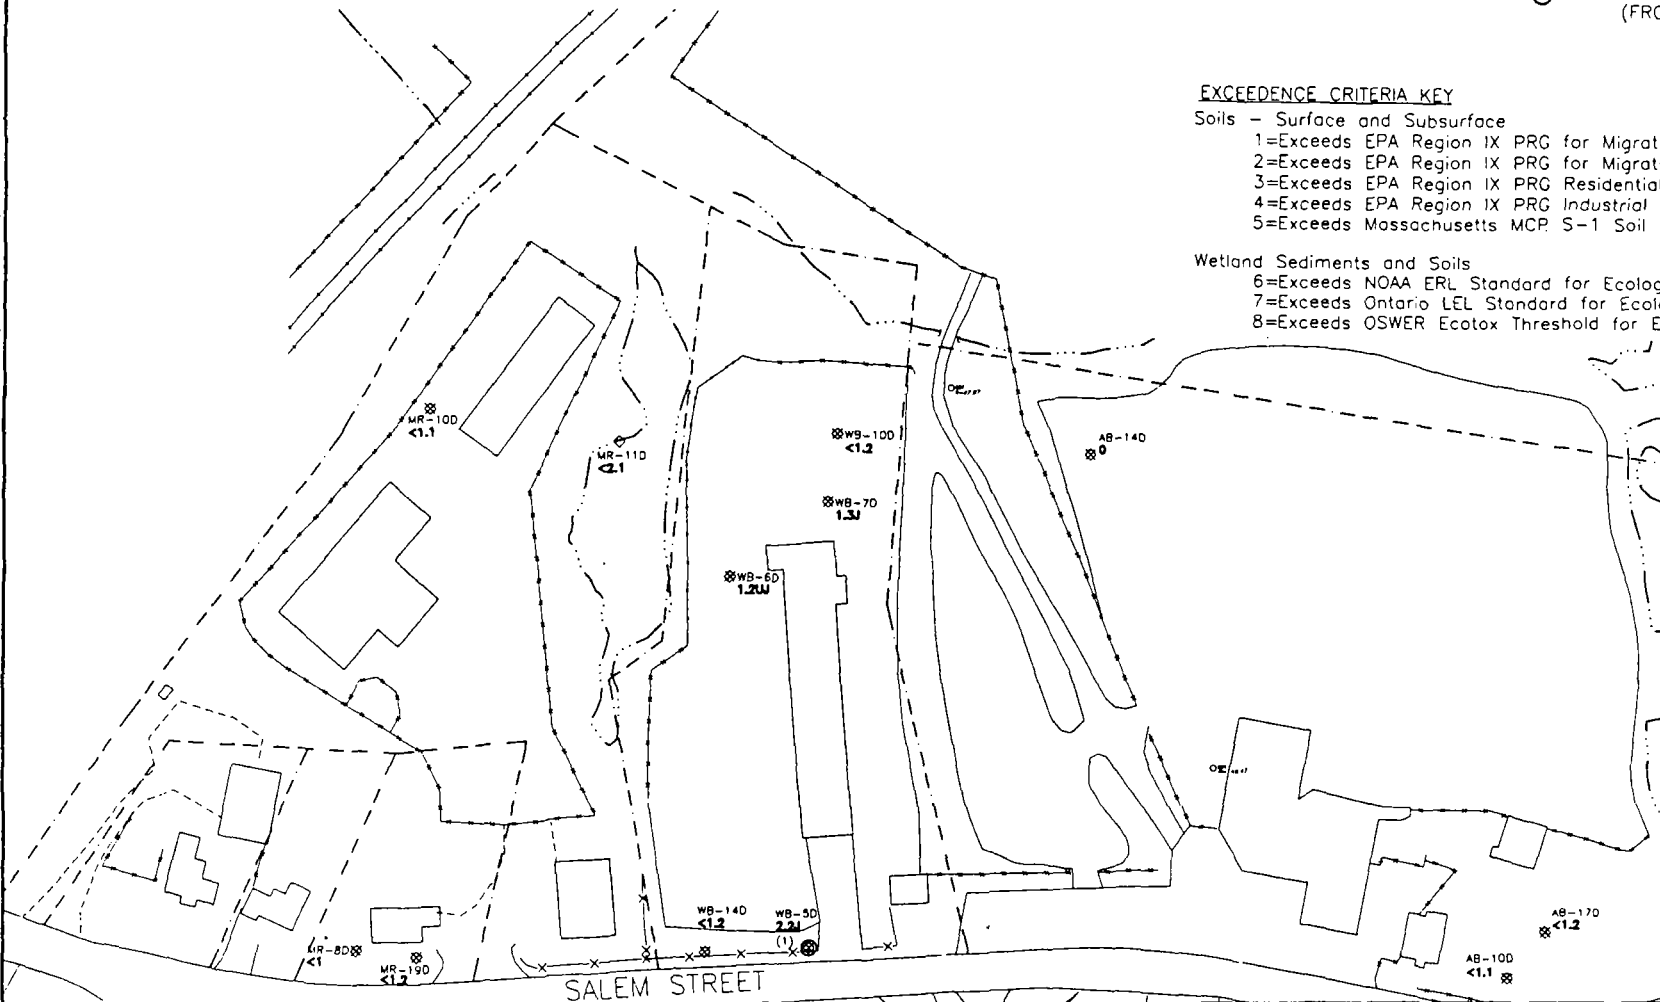 (FRO
EXCEEDENCE CRITERIA KEY
Soils - Surface and Subsurface
1=Exceeds EPA Region IX PRG for Migrat
2=Exceeds EPA Region IX PRG for Migrat
3=Exceeds EPA Region IX PRG Residential
4=Exceeds EPA Region IX PRG Industrial
5=Exceeds Massachusetts MCP S-1 Soil
Wetland Sediments and Soils
6=Exceeds NOAA ERL Standard for Ecolog
7=Exceeds Ontario LEL Standard for Ecol
8=Exceeds OSWER Ecotox Threshold for E
MR-10D
<1.1
MR-11D
<2.1
WB-10D
<1.2
AB-14D
0
WB-7D
1.3J
WB-6D
1.2UJ
WB-14D
<1.2
WB-5D
2.2J
(1)
MR-8D
<1
MR-19D
<1.2
AB-17D
<1.2
AB-10D
<1.1
SALEM STREET